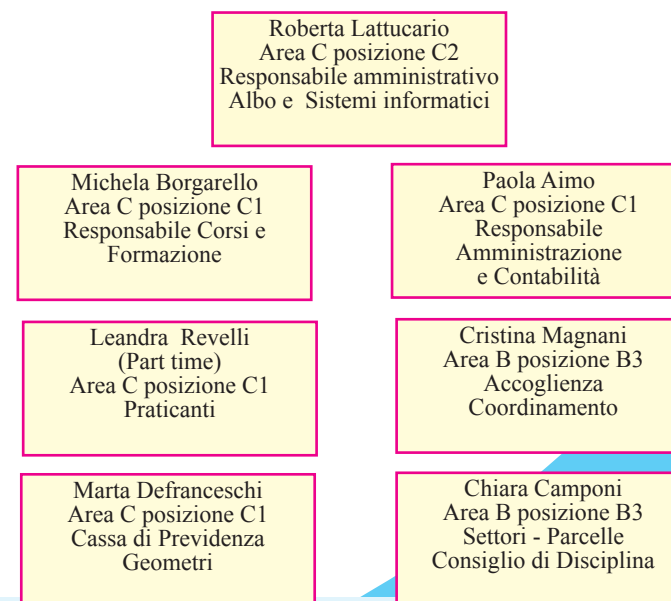 Roberta Lattucario
Area C posizione C2
Responsabile amministrativo
Albo e Sistemi informatici
Michela Borgarello
Area C posizione C1
Responsabile Corsi e
Formazione
Paola Aimo
Area C posizione C1
Responsabile
Amministrazione
e Contabilità
Leandra Revelli
(Part time)
Area C posizione C1
Praticanti
Cristina Magnani
Area B posizione B3
Accoglienza
Coordinamento
Marta Defranceschi
Area C posizione C1
Cassa di Previdenza
Geometri
Chiara Camponi
Area B posizione B3
Settori - Parcelle
Consiglio di Disciplina